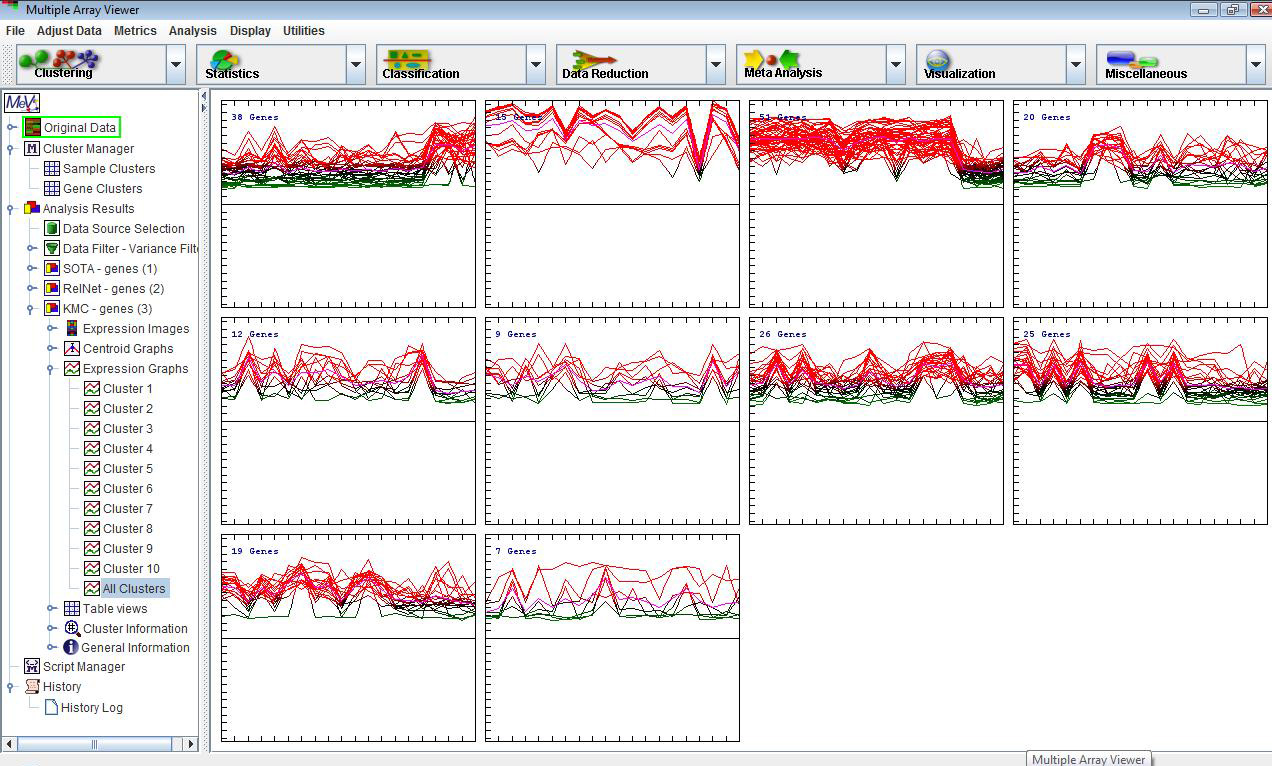 Multiple Array Viewer
File Adjust Data Metrics Analysis Display Utilities
Clustering Statistics Classification Data Reduction Meta Analysis Visualization Miscellaneous
MeV
Original Data
Cluster Manager
Sample Clusters
Gene Clusters
Analysis Results
Data Source Selection
Data Filter - Variance Filte
SOTA - genes (1)
RelNet - genes (2)
KMC - genes (3)
Expression Images
Centroid Graphs
Expression Graphs
Cluster 1
Cluster 2
Cluster 3
Cluster 4
Cluster 5
Cluster 6
Cluster 7
Cluster 8
Cluster 9
Cluster 10
All Clusters
Table views
Cluster Information
General Information
Script Manager
History
History Log
38 Genes 15 Genes 51 Genes 20 Genes
12 Genes 9 Genes 26 Genes 25 Genes
19 Genes 7 Genes
Multiple Array Viewer